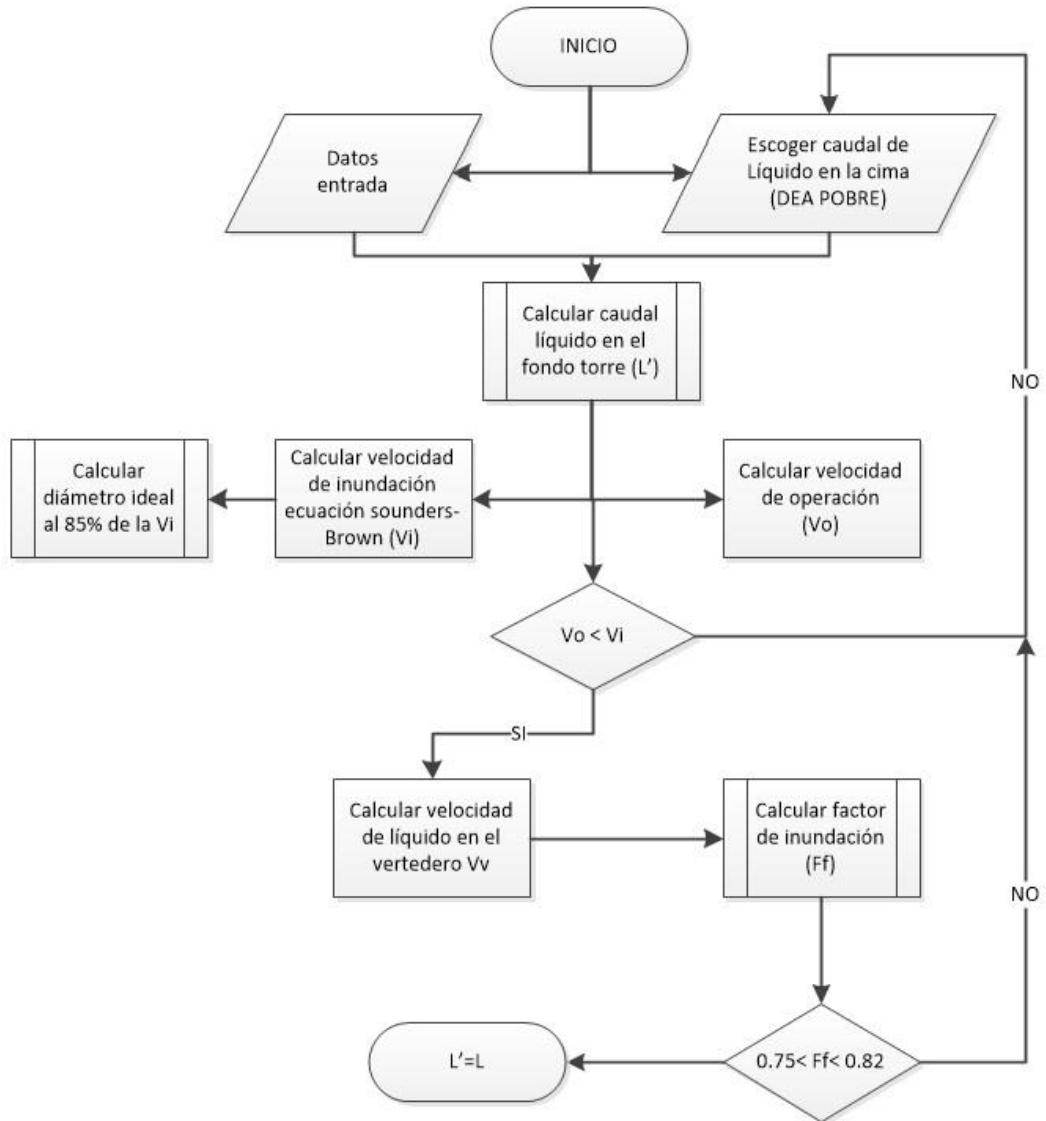 INICIO
Datos
entrada
Escoger caudal de
Líquido en la cima
(DEA POBRE)
Calcular caudal
líquido en el
fondo torre (L’)
NO
Calcular
diámetro ideal
al 85% de la Vi
Calcular velocidad
de inundación
ecuación sounders-
Brown (Vi)
Calcular velocidad
de operación
(Vo)
Vo < Vi
SI
Calcular velocidad
de líquido en el
vertedero Vv
Calcular factor
de inundación
(Ff)
NO
L’=L
0.75< Ff< 0.82